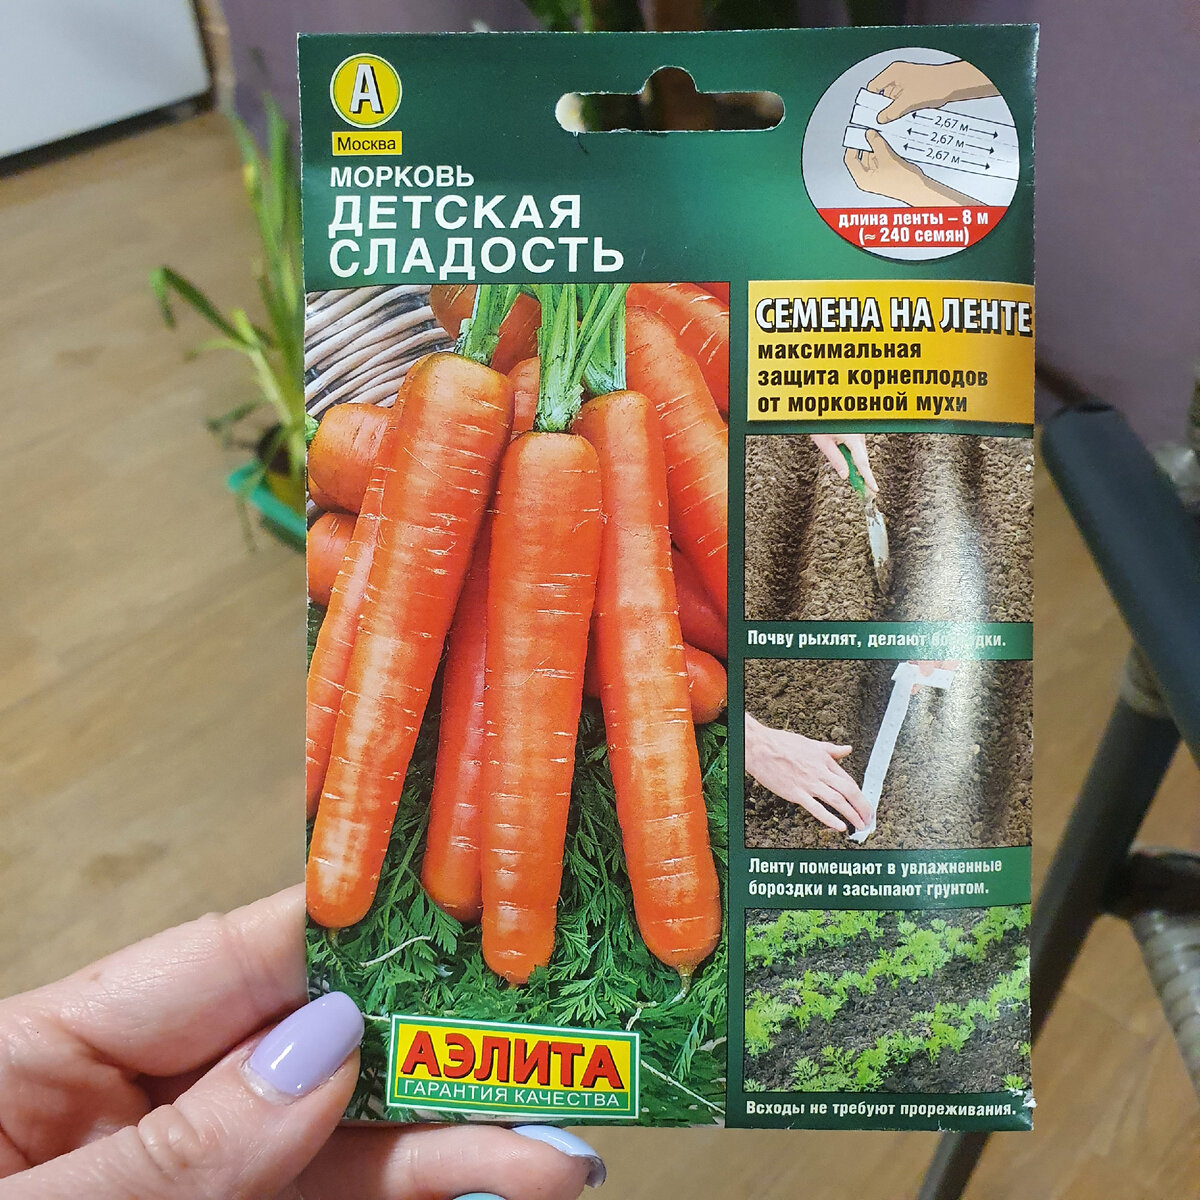 А
Москва
МОРКОВЬ
ДЕТСКАЯ
СЛАДОСТЬ
2,67 м
2,67 м
2,67 м
длина ленты – 8 м
(≈ 240 семян)
СЕМЕНА НА ЛЕНТЕ
максимальная
защита корнеплодов
от морковной мухи
Почву рыхлят, делают бороздки.
Ленту помещают в увлажненные
бороздки и засыпают грунтом.
Всходы не требуют прореживания.
АЭЛИТА
ГАРАНТИЯ КАЧЕСТВА